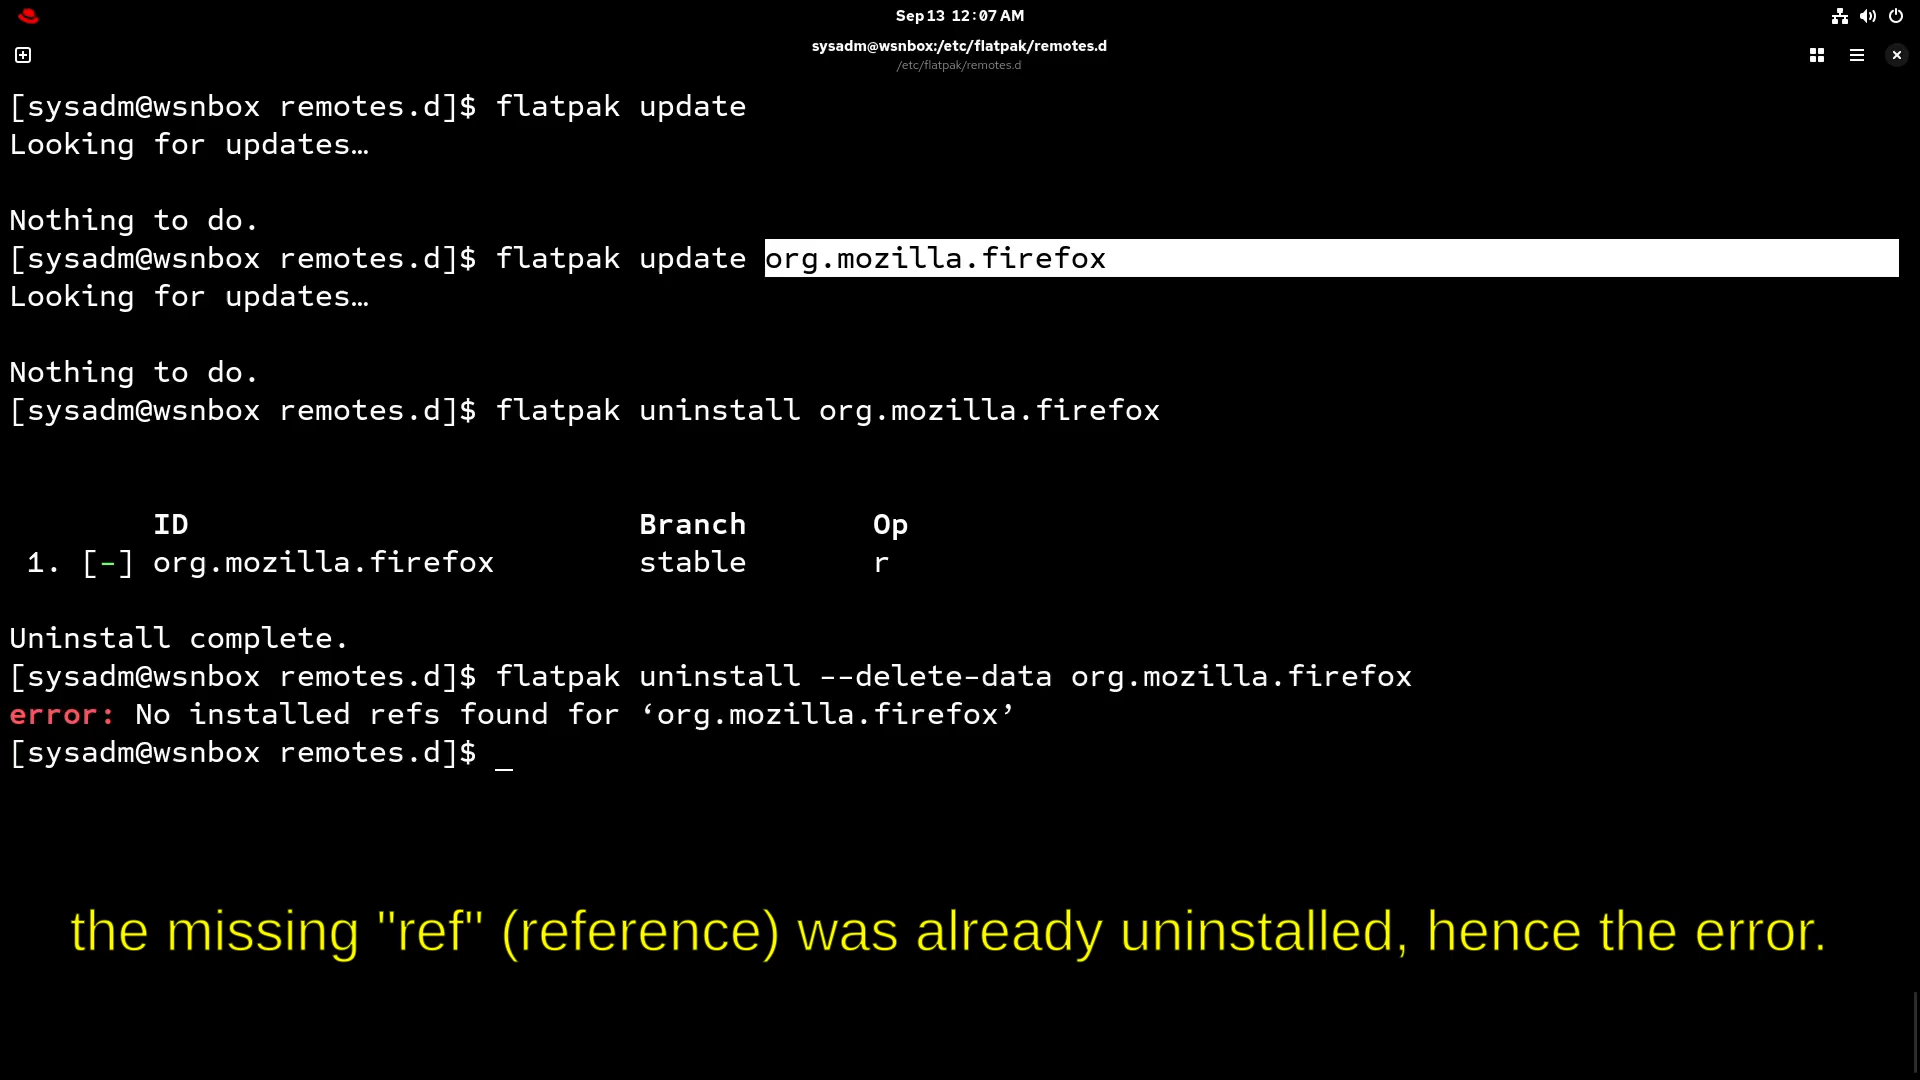 Sep 13 12:07 AM
sysadm@wsnbox:/etc/flatpak/remotes.d
/etc/flatpak/remotes.d
[sysadm@wsnbox remotes.d]$ flatpak update
Looking for updates…
Nothing to do.
[sysadm@wsnbox remotes.d]$ flatpak update org.mozilla.firefox
Looking for updates…
Nothing to do.
[sysadm@wsnbox remotes.d]$ flatpak uninstall org.mozilla.firefox
ID Branch Op
1. [-] org.mozilla.firefox stable r
Uninstall complete.
[sysadm@wsnbox remotes.d]$ flatpak uninstall --delete-data org.mozilla.firefox
error: No installed refs found for ‘org.mozilla.firefox’
[sysadm@wsnbox remotes.d]$ _
the missing "ref" (reference) was already uninstalled, hence the error.